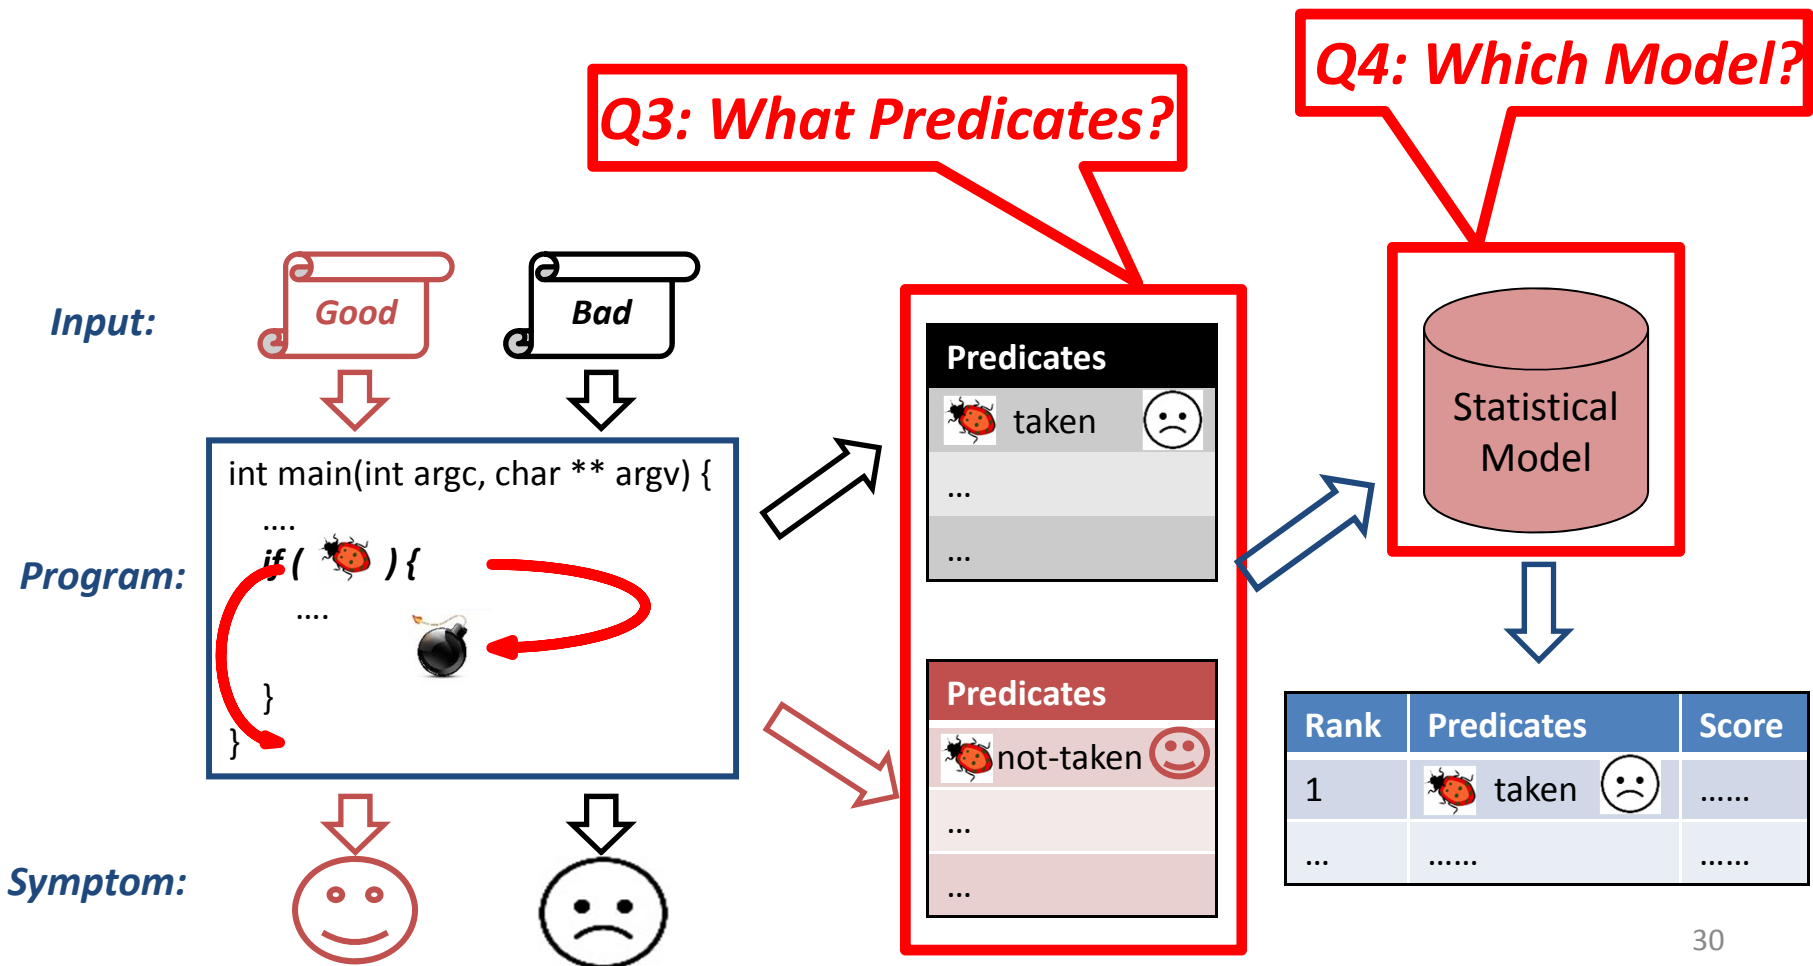 Q4: Which Model?
Q3: What Predicates?
Input:
Good
Bad
Program:
int main(int argc, char ** argv) {
....
if ( ) {
....
}
}
Symptom:
Predicates
taken
...
...
Predicates
not-taken
...
...
Statistical
Model
Rank Predicates Score
1 taken ......
... ...... ......
30